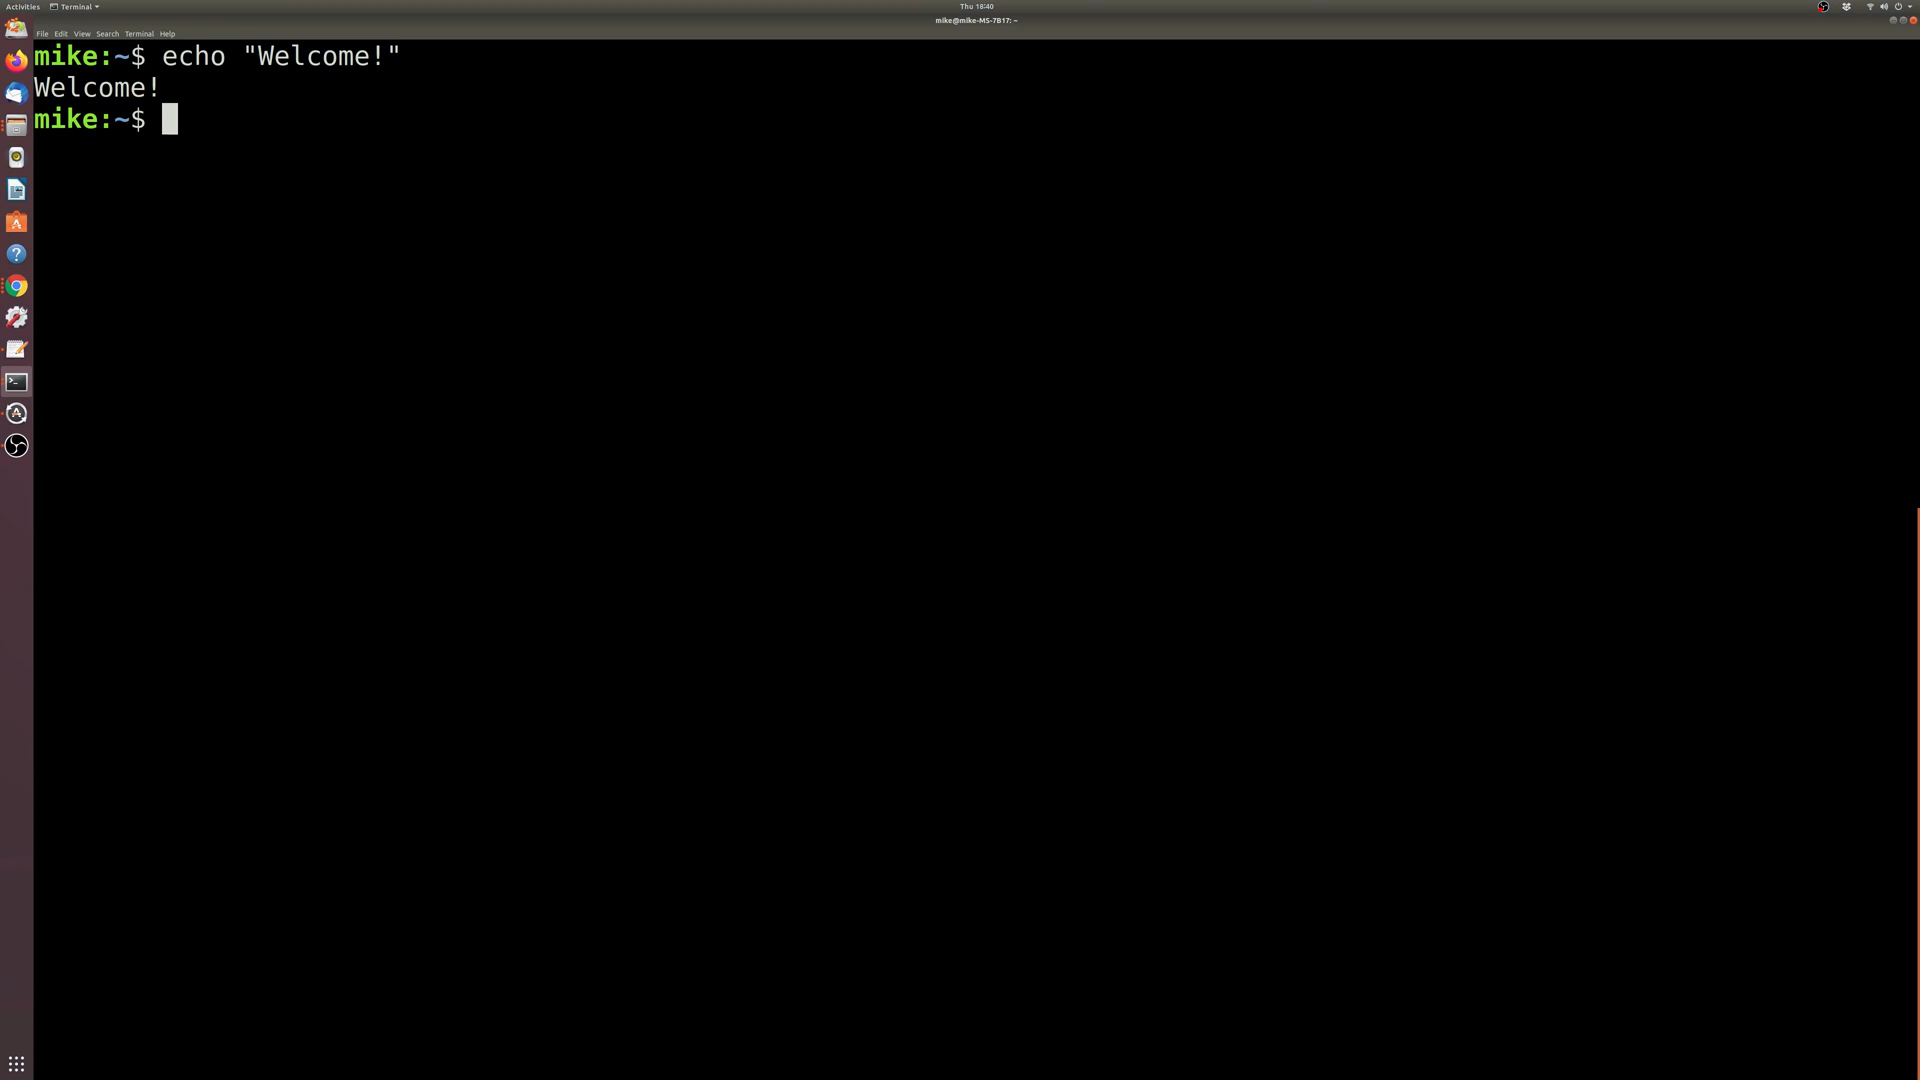 Activities Terminal Thu 18:40
mike@mike-MS-7B17: ~
File Edit View Search Terminal Help
mike:~$ echo "Welcome!"
Welcome!
mike:~$